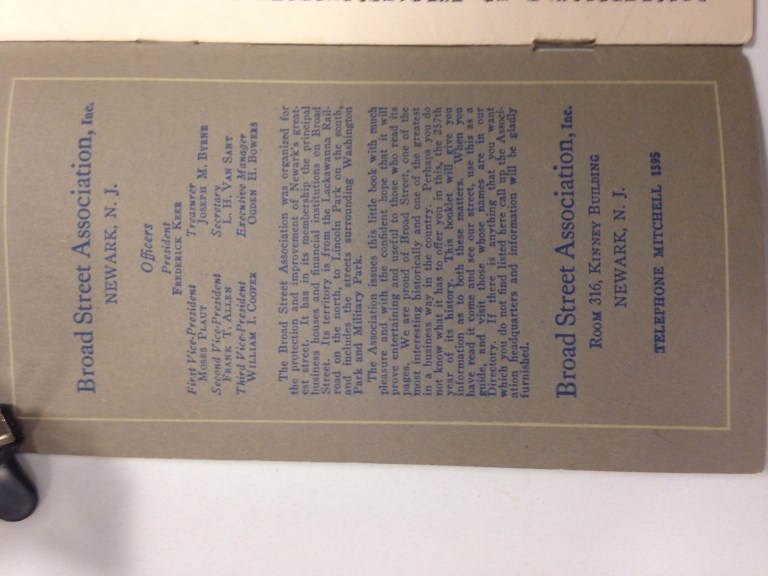 Broad Street Association, Inc.
NEWARK, N. J.
Officers
President
FREDERICK KEER
First Vice-President
MOSES PLAUT
Second Vice-President
FRANK T. ALLEN
Third Vice-President
WILLIAM I. COOPER
Treasurer
JOSEPH M. BYRNE
Secretary
L. H. VAN SANT
Executive Manager
OGDEN H. BOWERS
The Broad Street Association was organized for
the protection and improvement of Newark's great-
est street. It has in its membership the principal
business houses and financial institutions on Broad
Street. Its territory is from the Lackawanna Rail-
road on the north, to Lincoln Park on the south,
and includes the streets surrounding Washington
Park and Military Park.
The Association issues this little book with much
pleasure and with the confident hope that it will
prove entertaining and useful to those who read its
pages. We are proud of Broad Street, one of the
most interesting historically and one of the greatest
in a business way in the country. Perhaps you do
not know what it has to offer you in this, the 257th
year of its history. This booklet will give you
information as to both these matters. When you
have read it come and see our street, use this as a
guide, and visit those whose names are in our
Directory. If there is anything that you want
which you do not find listed here call up the Associ-
ation headquarters and information will be gladly
furnished.
Broad Street Association, Inc.
ROOM 316, KINNEY BUILDING
NEWARK, N. J.
TELEPHONE MITCHELL 1595